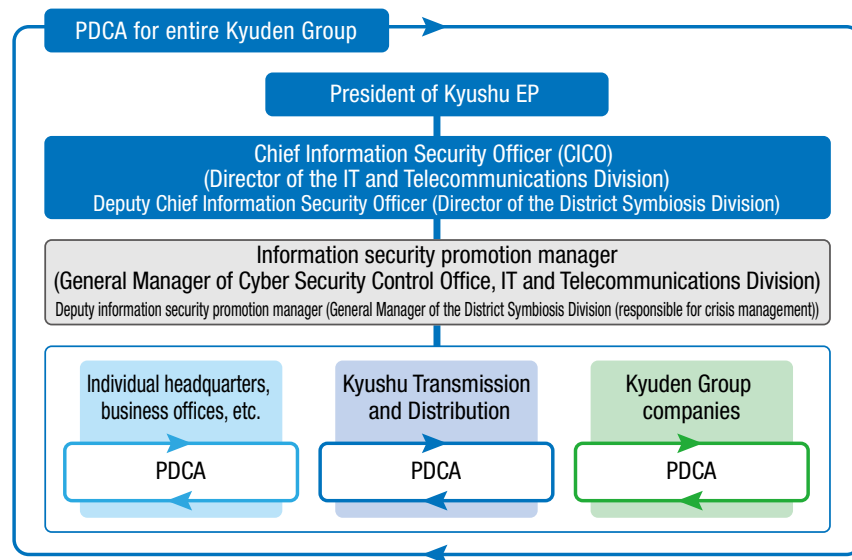 PDCA for entire Kyuden Group
President of Kyushu EP
Chief Information Security Officer (CICO)
(Director of the IT and Telecommunications Division)
Deputy Chief Information Security Officer (Director of the District Symbiosis Division)
Information security promotion manager
(General Manager of Cyber Security Control Office, IT and Telecommunications Division)
Deputy information security promotion manager (General Manager of the District Symbiosis Division (responsible for crisis management))
Individual headquarters,
business offices, etc.
PDCA
Kyushu Transmission
and Distribution
PDCA
Kyuden Group
companies
PDCA